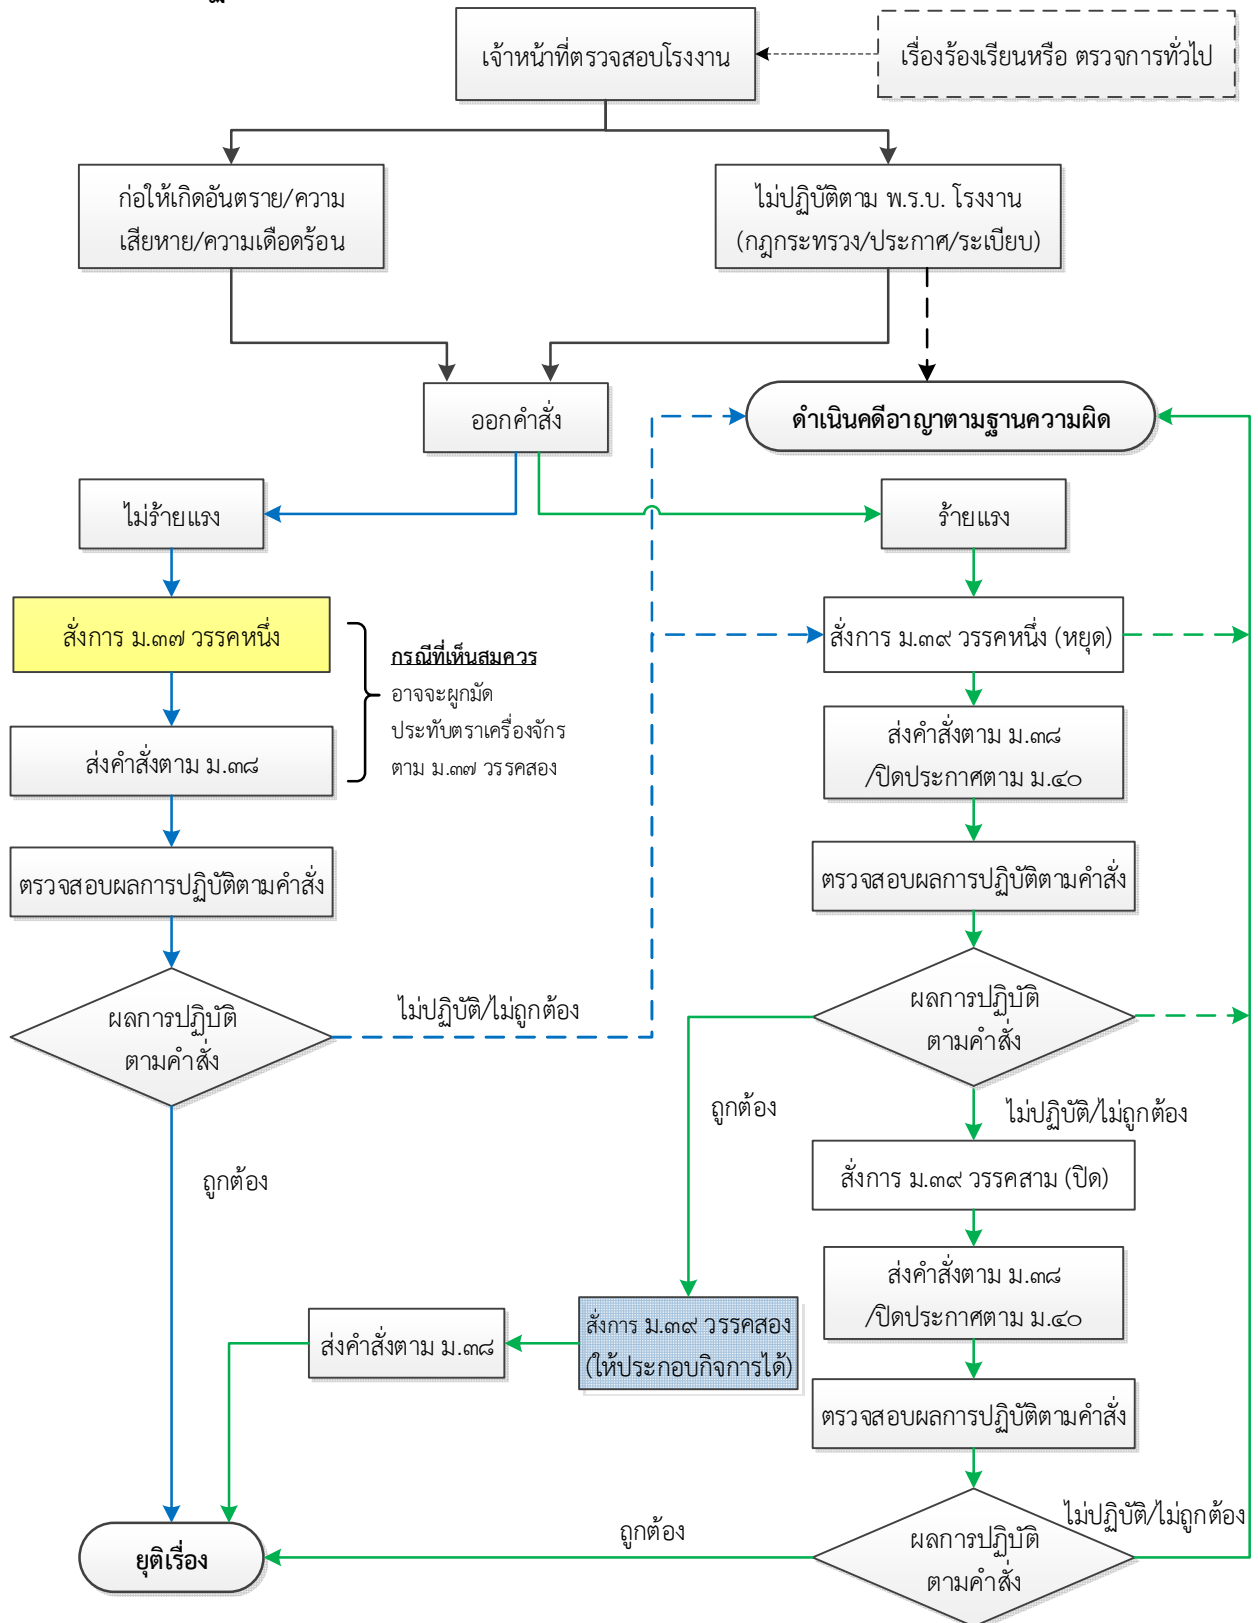 เจ้าหน้าที่ตรวจสอบโรงงาน
เรื่องร้องเรียนหรือ ตรวจการทั่วไป
ก่อให้เกิดอันตราย/ความ
เสียหาย/ความเดือดร้อน
ไม่ปฏิบัติตาม พ.ร.บ. โรงงาน
(กฎกระทรวง/ประกาศ/ระเบียบ)
ออกคำสั่ง
ดำเนินคดีอาญาตามฐานความผิด
ไม่ร้ายแรง
ร้ายแรง
สั่งการ ม.๓๗ วรรคหนึ่ง
กรณีที่เห็นสมควร
อาจจะผูกมัด
ประทับตราเครื่องจักร
ตาม ม.๓๗ วรรคสอง
สั่งการ ม.๓๙ วรรคหนึ่ง (หยุด)
ส่งคำสั่งตาม ม.๓๘
ส่งคำสั่งตาม ม.๓๘
/ปิดประกาศตาม ม.๔๐
ตรวจสอบผลการปฏิบัติตามคำสั่ง
ตรวจสอบผลการปฏิบัติตามคำสั่ง
ผลการปฏิบัติ
ตามคำสั่ง
ไม่ปฏิบัติ/ไม่ถูกต้อง
ผลการปฏิบัติ
ตามคำสั่ง
ถูกต้อง
ไม่ปฏิบัติ/ไม่ถูกต้อง
ถูกต้อง
สั่งการ ม.๓๙ วรรคสาม (ปิด)
ส่งคำสั่งตาม ม.๓๘
/ปิดประกาศตาม ม.๔๐
ส่งคำสั่งตาม ม.๓๘
สั่งการ ม.๓๙ วรรคสอง
(ให้ประกอบกิจการได้)
ตรวจสอบผลการปฏิบัติตามคำสั่ง
ไม่ปฏิบัติ/ไม่ถูกต้อง
ถูกต้อง
ผลการปฏิบัติ
ตามคำสั่ง
ยุติเรื่อง